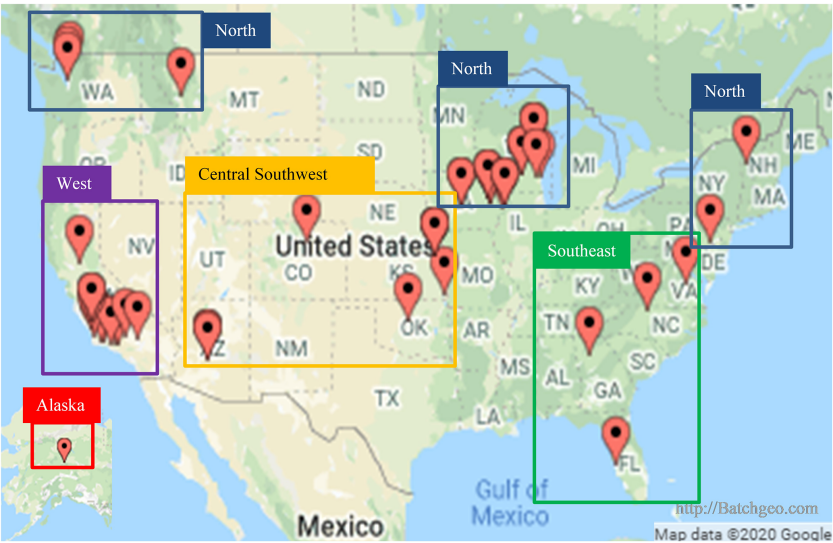 North
WA
MT
ND
North
MN
North
ME
OR
ID
SD
MI
NH
NY
MA
West
Central Southwest
NE
IL
OH
PA
NV
UT
United States
CO
KS
MO
Southeast
DE
KY
VA
AZ
NM
OK
AR
TN
NC
MS
AL
GA
SC
TX
LA
Alaska
FL
Gulf of
Mexico
Mexico
http://Batchgeo.com
Map data ©2020 Google